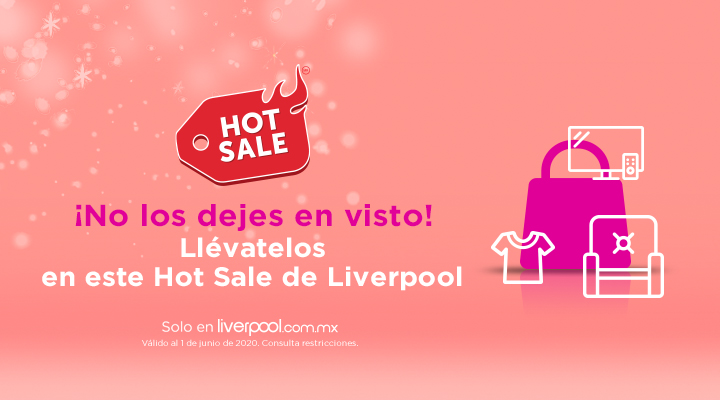 HOT
SALE
¡No los dejes en visto!
Llévatelos
en este Hot Sale de Liverpool
Solo en liverpool.com.mx
Válido al 1 de junio de 2020. Consulta restricciones.